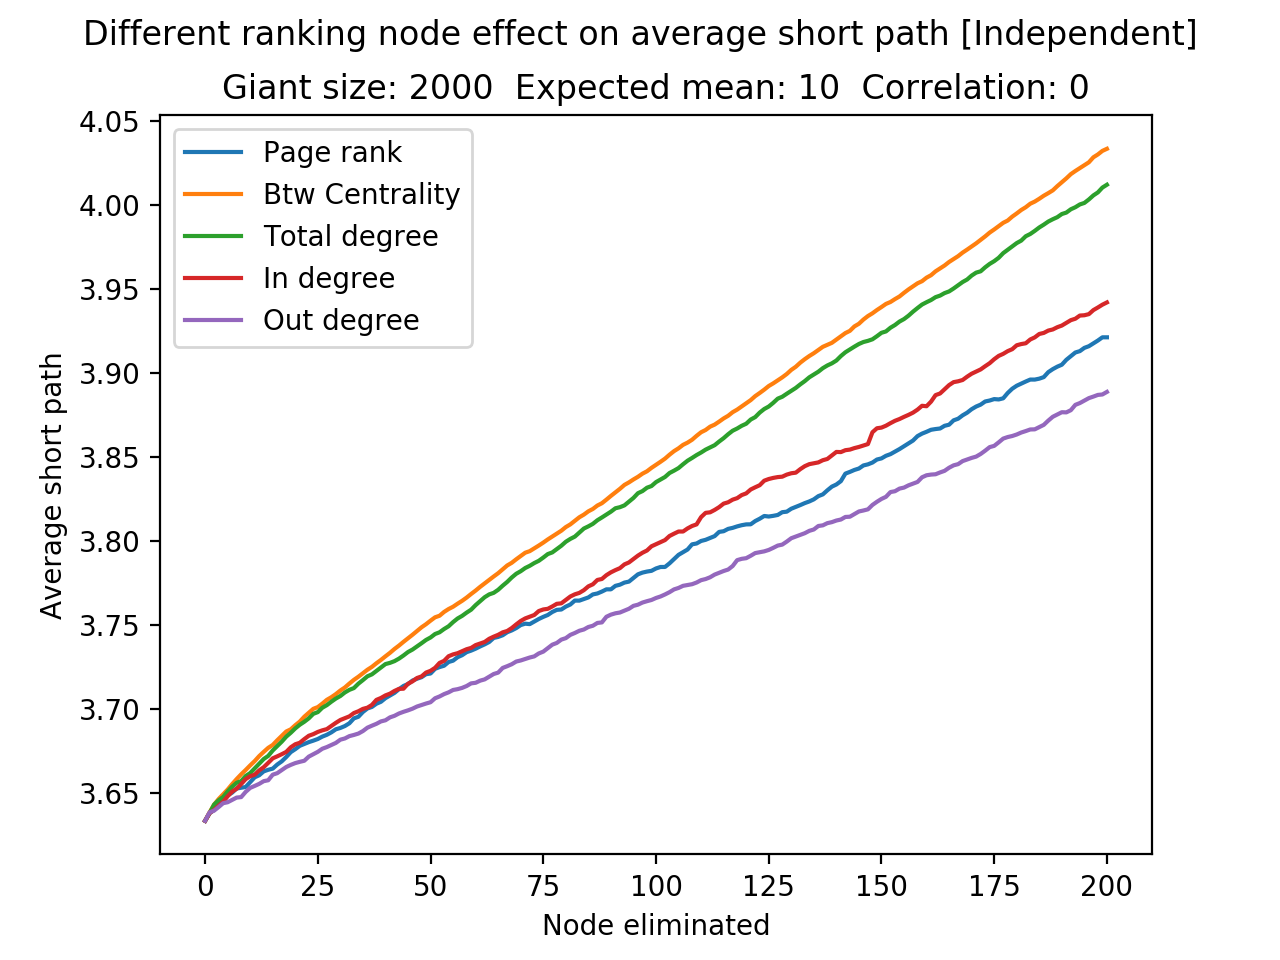 Different ranking node effect on average short path [Independent]
Giant size: 2000  Expected mean: 10  Correlation: 0
4.05
4.00
3.95
3.90
3.85
3.80
3.75
3.70
3.65
Average short path
Page rank
Btw Centrality
Total degree
In degree
Out degree
0 25 50 75 100 125 150 175 200
Node eliminated